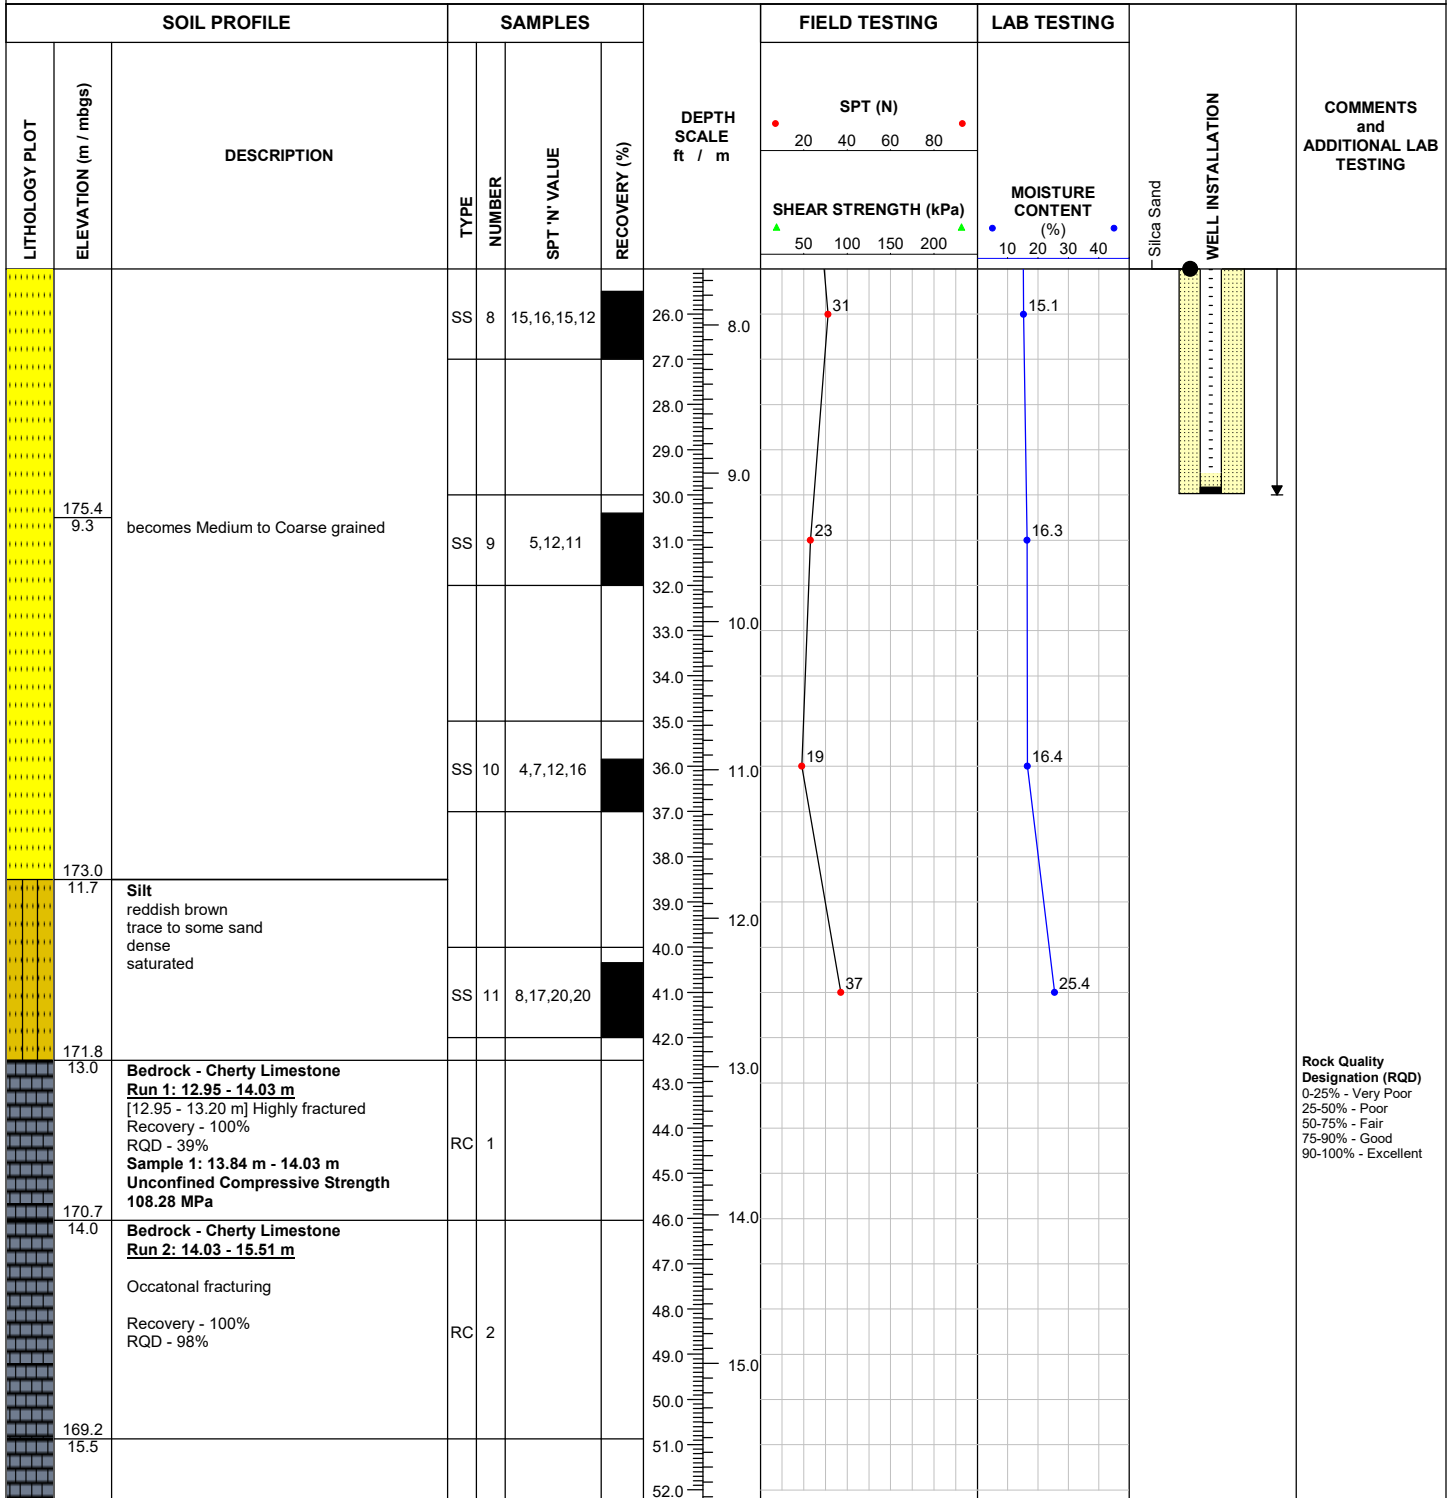 SOIL PROFILE
SAMPLES
FIELD TESTING
LAB TESTING
LITHOLOGY PLOT
ELEVATION (m / mbgs)
DESCRIPTION
TYPE
NUMBER
SPT 'N' VALUE
RECOVERY (%)
DEPTH
SCALE
ft / m
SPT (N)
20 40 60 80
SHEAR STRENGTH (kPa)
50 100 150 200
MOISTURE
CONTENT
(%)
10 20 30 40
Silca Sand
WELL INSTALLATION
COMMENTS
and
ADDITIONAL LAB
TESTING
SS 8 15,16,15,12
26.0
8.0
31
15.1
27.0
28.0
29.0
9.0
30.0
175.4
9.3
becomes Medium to Coarse grained
SS 9 5,12,11
31.0
23
16.3
32.0
10.0
33.0
34.0
35.0
SS 10 4,7,12,16
36.0
11.0
19
16.4
37.0
38.0
173.0
11.7
Silt
reddish brown
trace to some sand
dense
saturated
39.0
12.0
40.0
SS 11 8,17,20,20
41.0
37
25.4
42.0
171.8
13.0
Bedrock - Cherty Limestone
Run 1: 12.95 - 14.03 m
[12.95 - 13.20 m] Highly fractured
Recovery - 100%
RQD - 39%
Sample 1: 13.84 m - 14.03 m
Unconfined Compressive Strength
108.28 MPa
RC 1
13.0
43.0
44.0
45.0
Rock Quality
Designation (RQD)
0-25% - Very Poor
25-50% - Poor
50-75% - Fair
75-90% - Good
90-100% - Excellent
170.7
14.0
46.0
14.0
Bedrock - Cherty Limestone
Run 2: 14.03 - 15.51 m
Occatonal fracturing
Recovery - 100%
RQD - 98%
RC 2
47.0
48.0
49.0
15.0
50.0
169.2
15.5
51.0
52.0